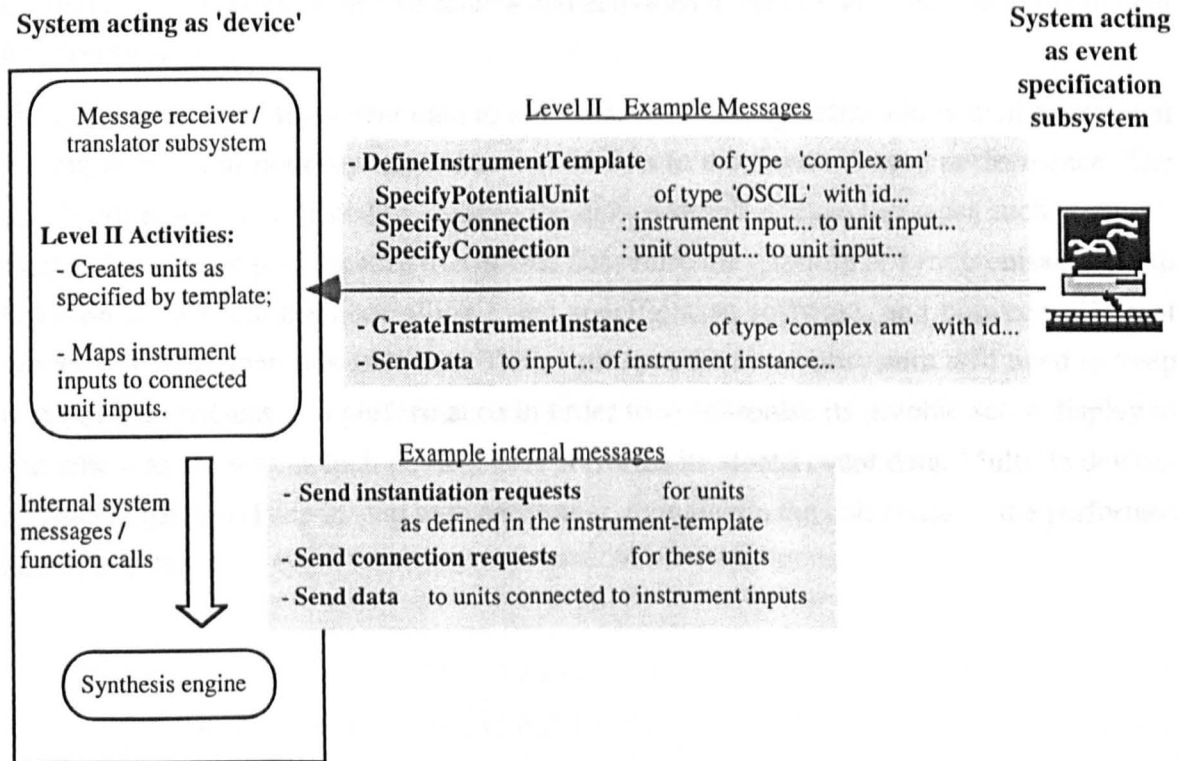 System acting as 'device'
System acting
as event
specification
subsystem
Message receiver /
translator subsystem
Level II Activities:
- Creates units as
specified by template;
- Maps instrument
inputs to connected
unit inputs.
Level II Example Messages
- DefineInstrumentTemplate of type 'complex am'
SpecifyPotentialUnit of type 'OSCIL' with id...
SpecifyConnection : instrument input... to unit input...
SpecifyConnection : unit output... to unit input...
- CreateInstrumentInstance of type 'complex am' with id...
- SendData to input... of instrument instance...
Internal system
messages /
function calls
Example internal messages
- Send instantiation requests for units
as defined in the instrument-template
- Send connection requests for these units
- Send data to units connected to instrument inputs
Synthesis engine